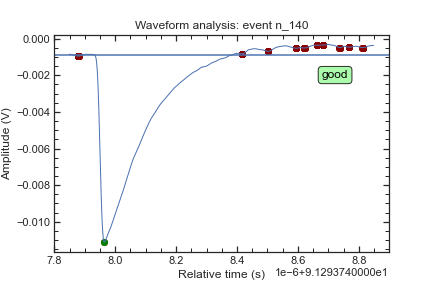 Waveform analysis: event n_140
0.000
−0.002
−0.004
−0.006
−0.008
−0.010
Amplitude (V)
good
7.8 8.0 8.2 8.4 8.6 8.8
Relative time (s)
1e−6+9.1293740000e1